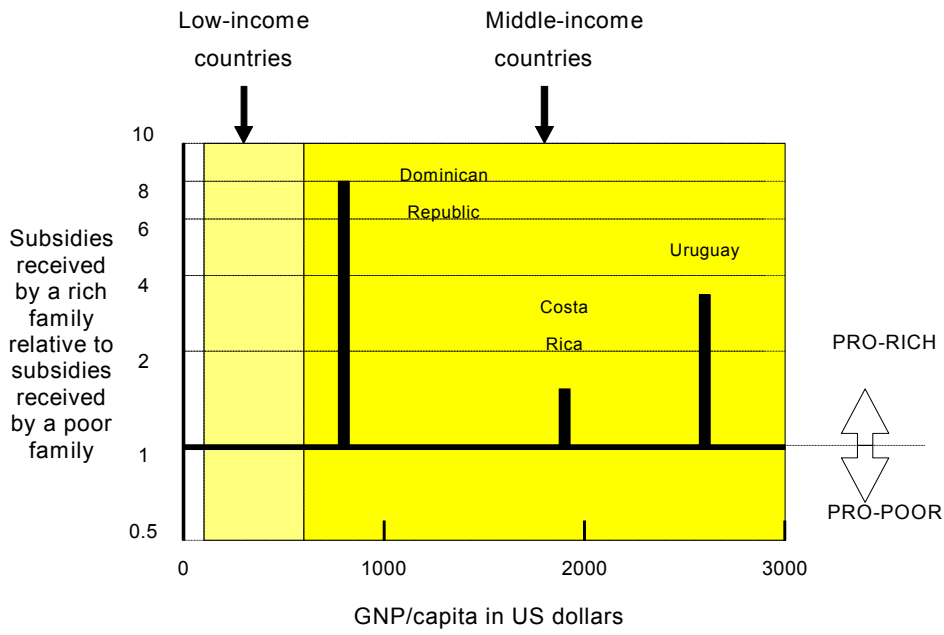 Low-income
countries
Middle-income
countries
10
8
6
4
2
1
0.5
Subsidies
received
by a rich
family
relative to
subsidies
received
by a poor
family
Dominican
Republic
Costa
Rica
Uruguay
PRO-RICH
PRO-POOR
0
1000
2000
3000
GNP/capita in US dollars